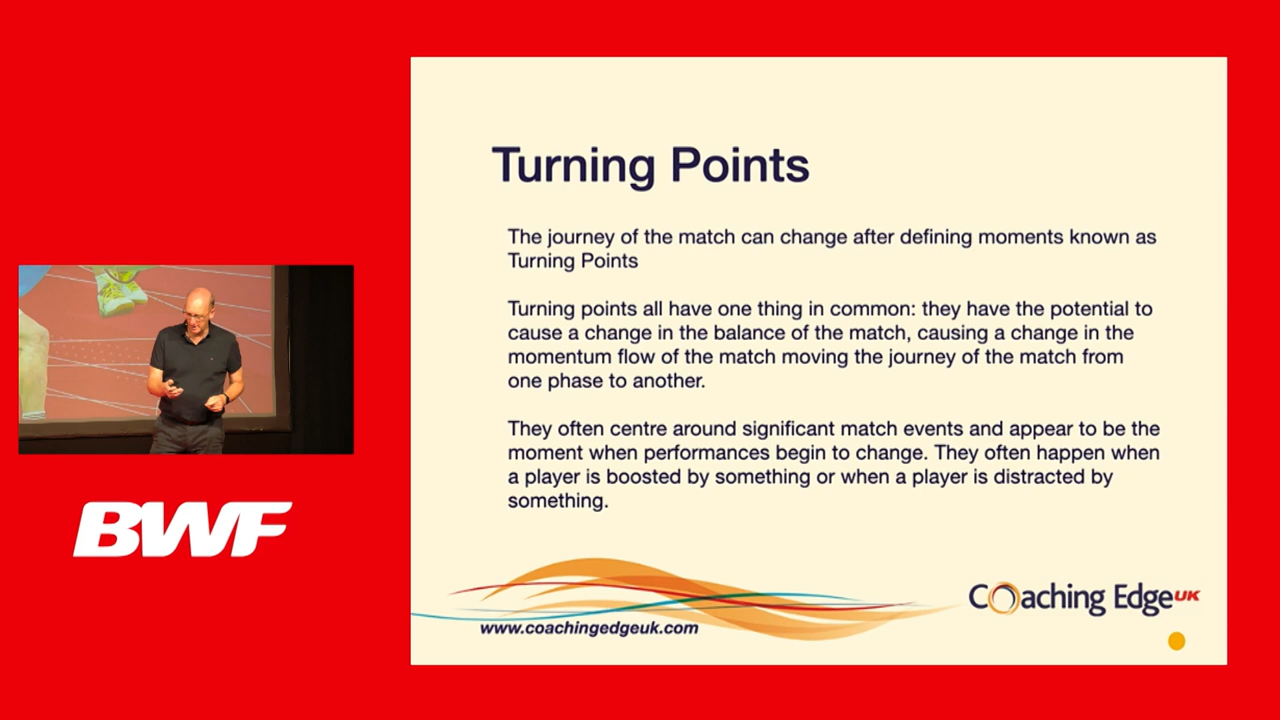 Turning Points
The journey of the match can change after defining moments known as
Turning Points
Turning points all have one thing in common: they have the potential to
cause a change in the balance of the match, causing a change in the
momentum flow of the match moving the journey of the match from
one phase to another.
They often centre around significant match events and appear to be the
moment when performances begin to change. They often happen when
a player is boosted by something or when a player is distracted by
something.
BWF
Coaching Edge UK
www.coachingedgeuk.com